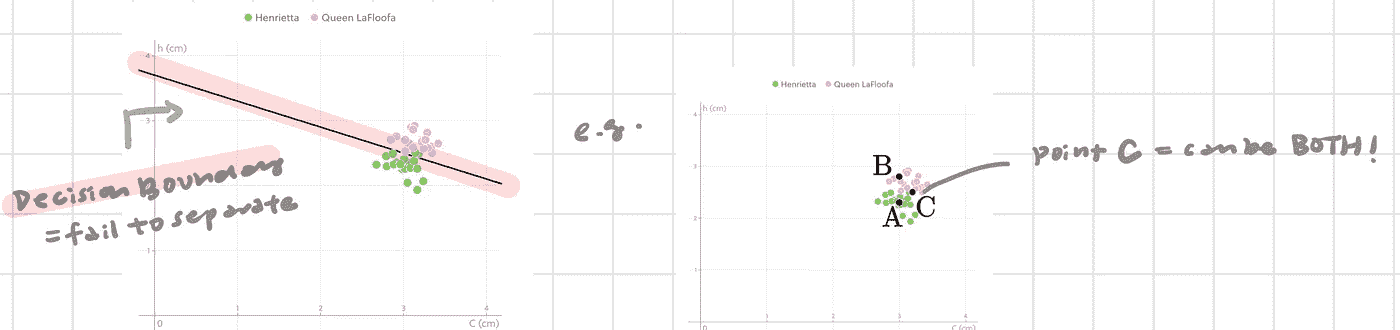 Henrietta Queen LaFloofa
h (cm)
4
3
1
0
1
2
3
4
C (cm)
Decision Boundary
=fail to separate
e.g.
Henrietta Queen LaFloofa
h (cm)
4
3
2
1
0
1
2
3
4
C (cm)
B
A
C
point C = can be BOTH!